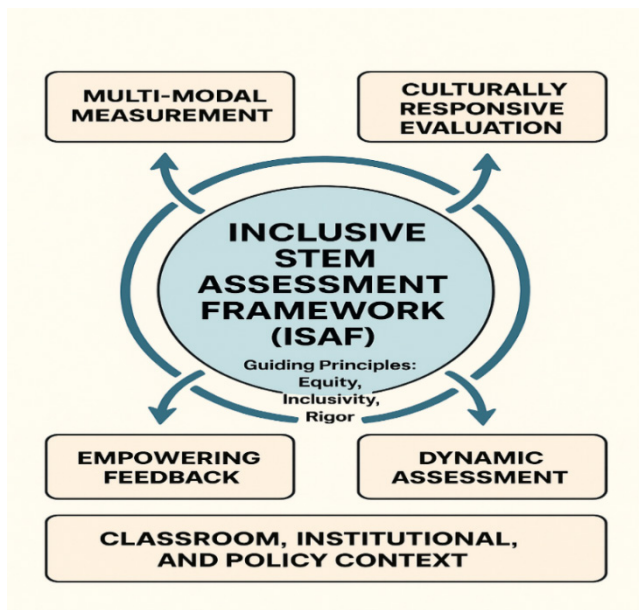 MULTI-MODAL
MEASUREMENT
CULTURALLY
RESPONSIVE
EVALUATION
INCLUSIVE
STEM
ASSESSMENT
FRAMEWORK
(ISAF)
Guiding Principles:
Equity,
Inclusivity,
Rigor
EMPOWERING
FEEDBACK
DYNAMIC
ASSESSMENT
CLASSROOM, INSTITUTIONAL,
AND POLICY CONTEXT